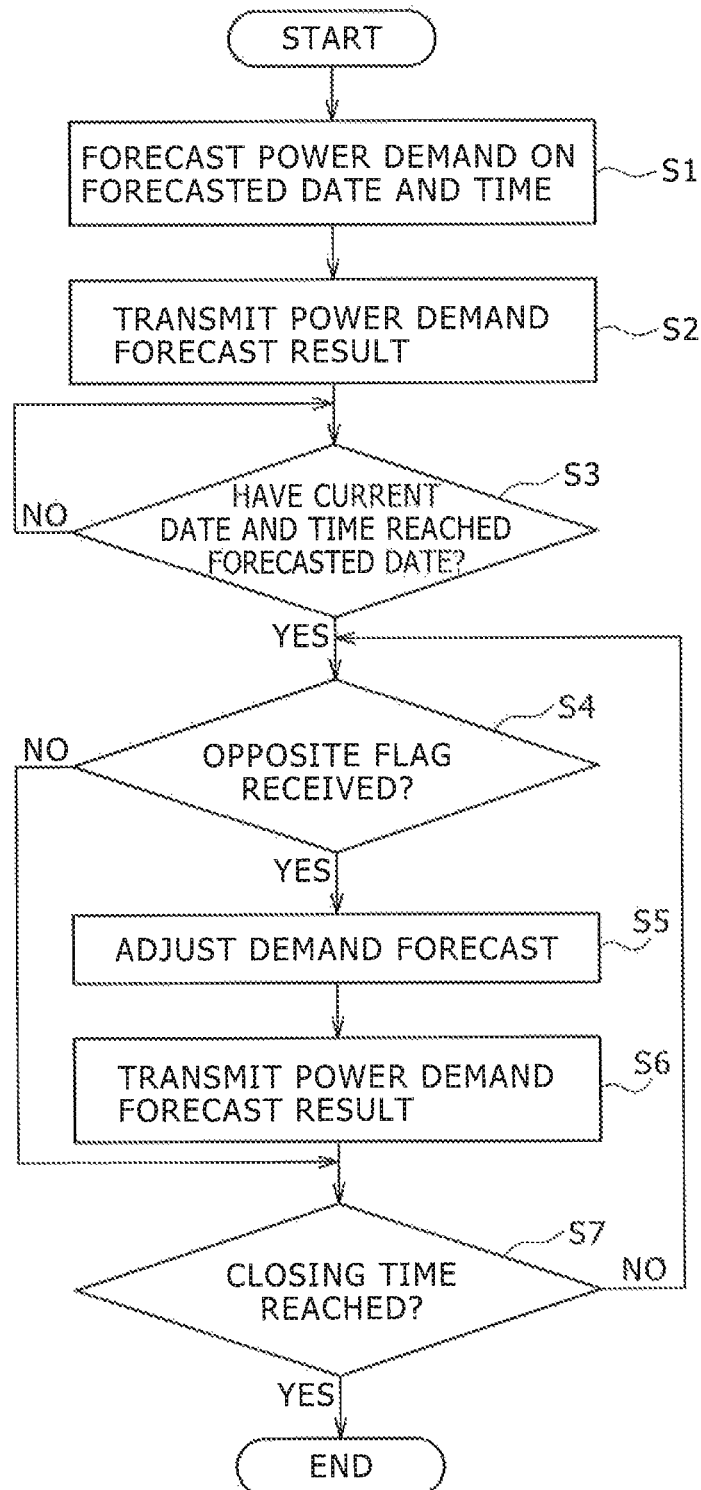 START
FORECAST POWER DEMAND ON
FORECASTED DATE AND TIME
S1
TRANSMIT POWER DEMAND
FORECAST RESULT
S2
S3
HAVE CURRENT
DATE AND TIME REACHED
FORECASTED DATE?
NO
YES
S4
NO
OPPOSITE FLAG
RECEIVED?
YES
S5
ADJUST DEMAND FORECAST
S6
TRANSMIT POWER DEMAND
FORECAST RESULT
S7
CLOSING TIME
REACHED?
NO
YES
END